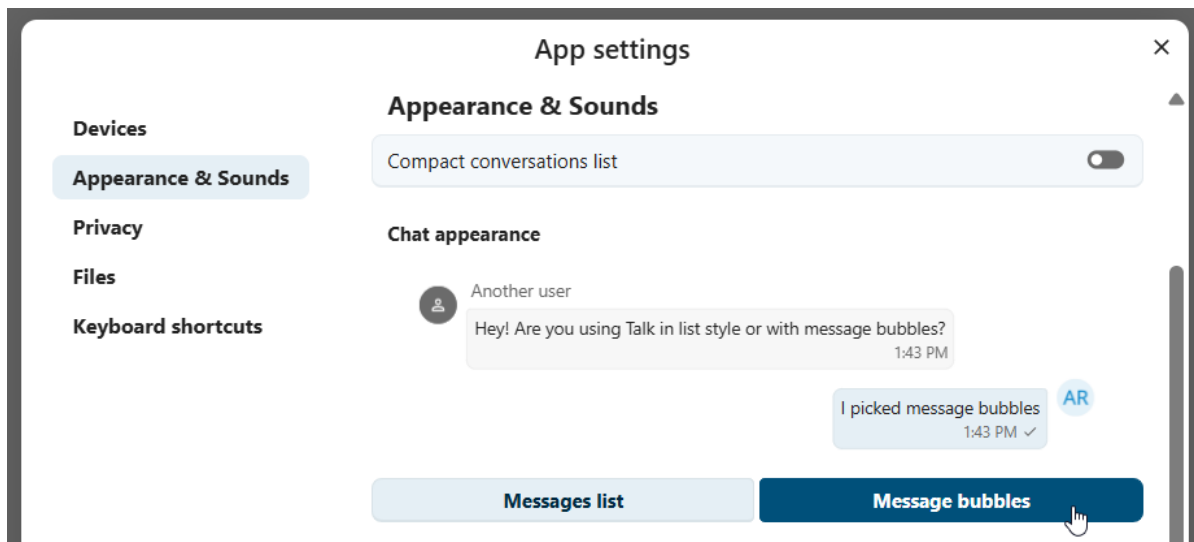 App settings
Devices
Appearance & Sounds
Privacy
Files
Keyboard shortcuts
Appearance & Sounds
Compact conversations list
Chat appearance
Another user
Hey! Are you using Talk in list style or with message bubbles?
1:43 PM
I picked message bubbles
1:43 PM
AR
Messages list
Message bubbles